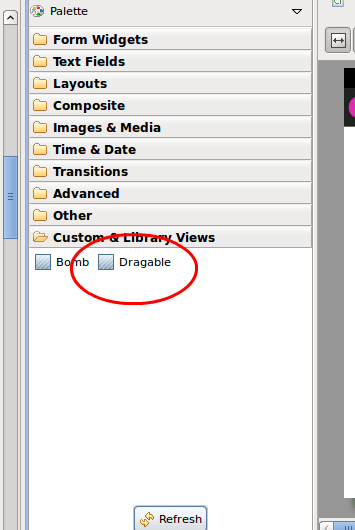 Palette
Form Widgets
Text Fields
Layouts
Composite
Images & Media
Time & Date
Transitions
Advanced
Other
Custom & Library Views
Bomb Dragable
Refresh